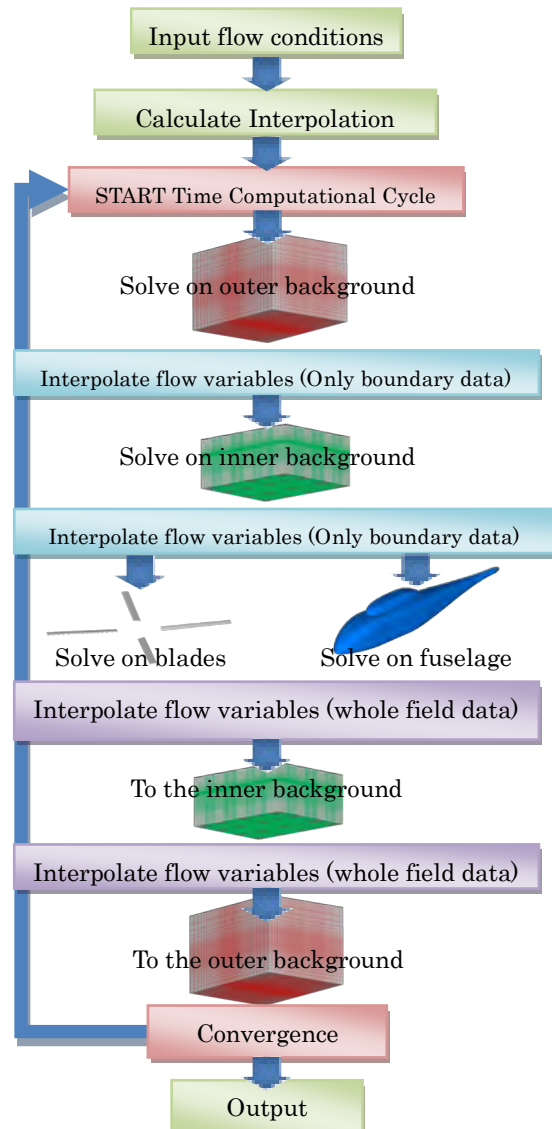 Input flow conditions
Calculate Interpolation
START Time Computational Cycle
Solve on outer background
Interpolate flow variables (Only boundary data)
Solve on inner background
Interpolate flow variables (Only boundary data)
Solve on blades
Solve on fuselage
Interpolate flow variables (whole field data)
To the inner background
Interpolate flow variables (whole field data)
To the outer background
Convergence
Output